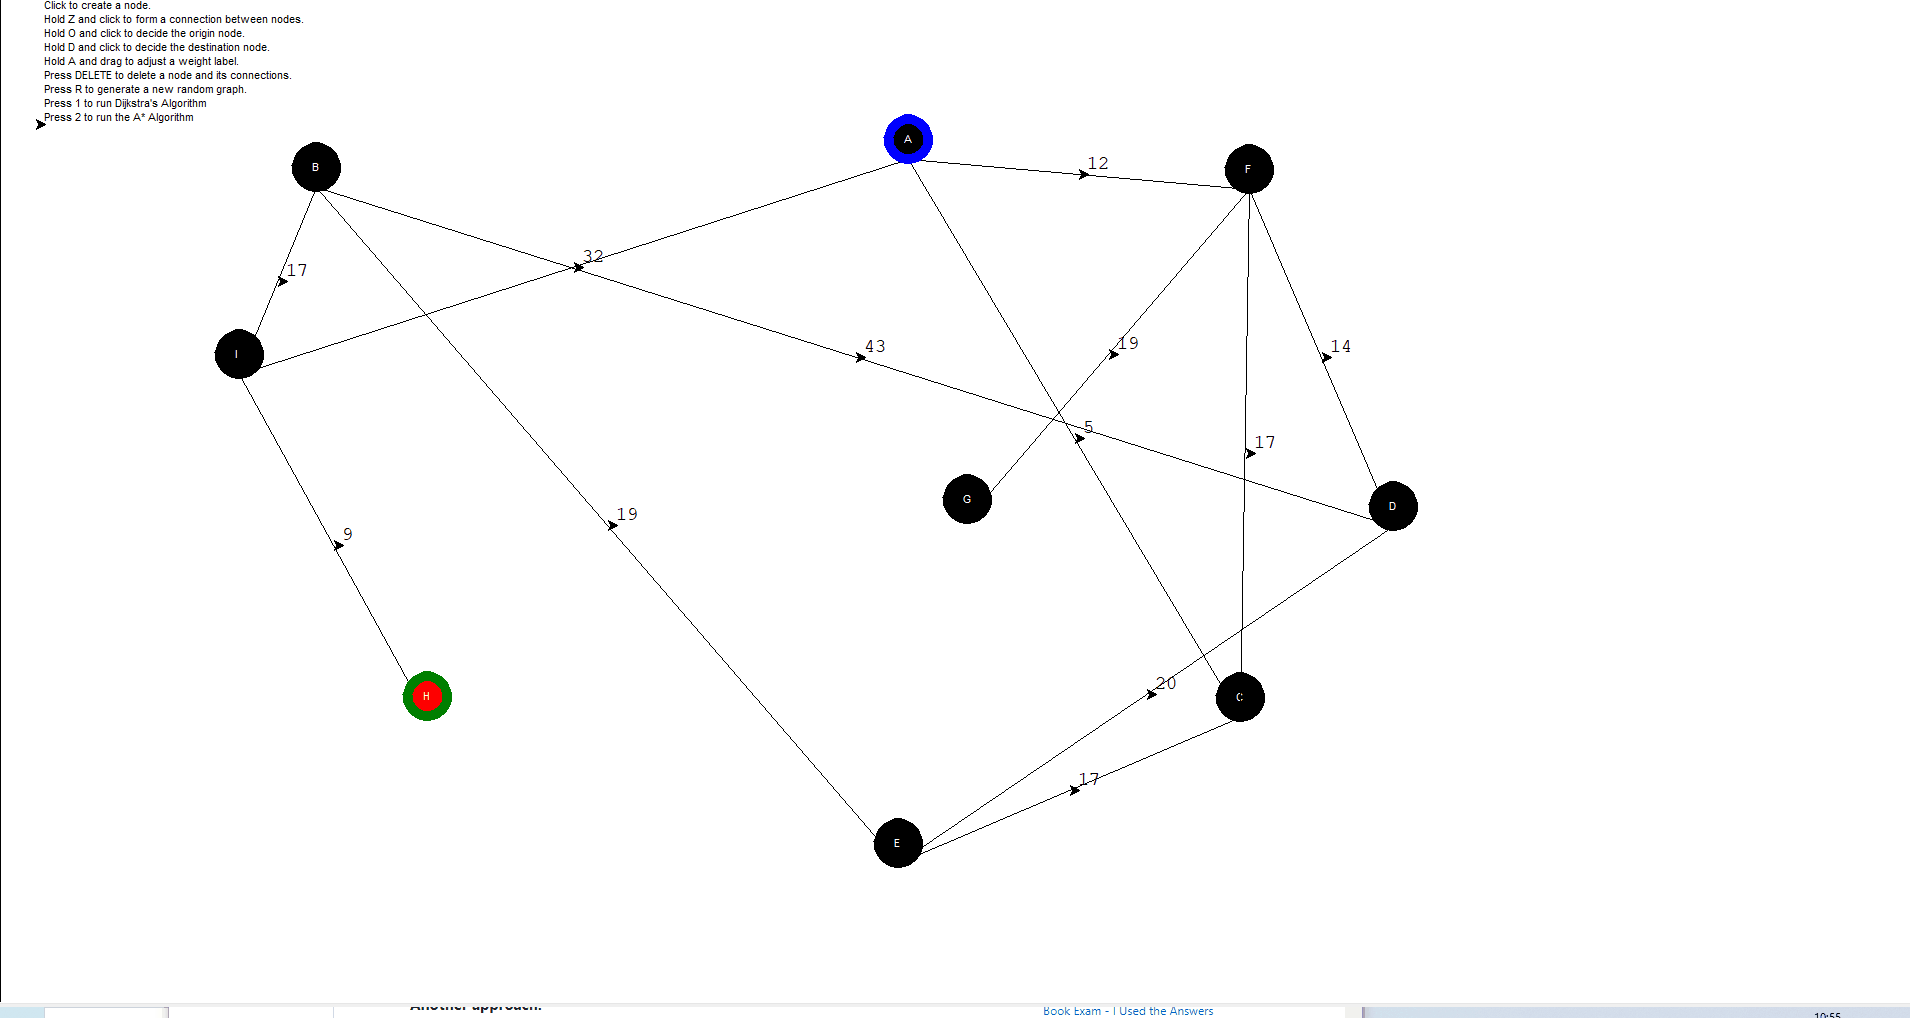 Click to create a node.
Hold Z and click to form a connection between nodes.
Hold O and click to decide the origin node.
Hold D and click to decide the destination node.
Hold A and drag to adjust a weight label.
Press DELETE to delete a node and its connections.
Press R to generate a new random graph.
Press 1 to run Dijkstra's Algorithm
Press 2 to run the A* Algorithm
A
B
F
12
32
17
I
43
19
14
5
17
G
D
9
19
H
20
C
17
E
Another approach:
Book Exam - I Used the Answers
10:55